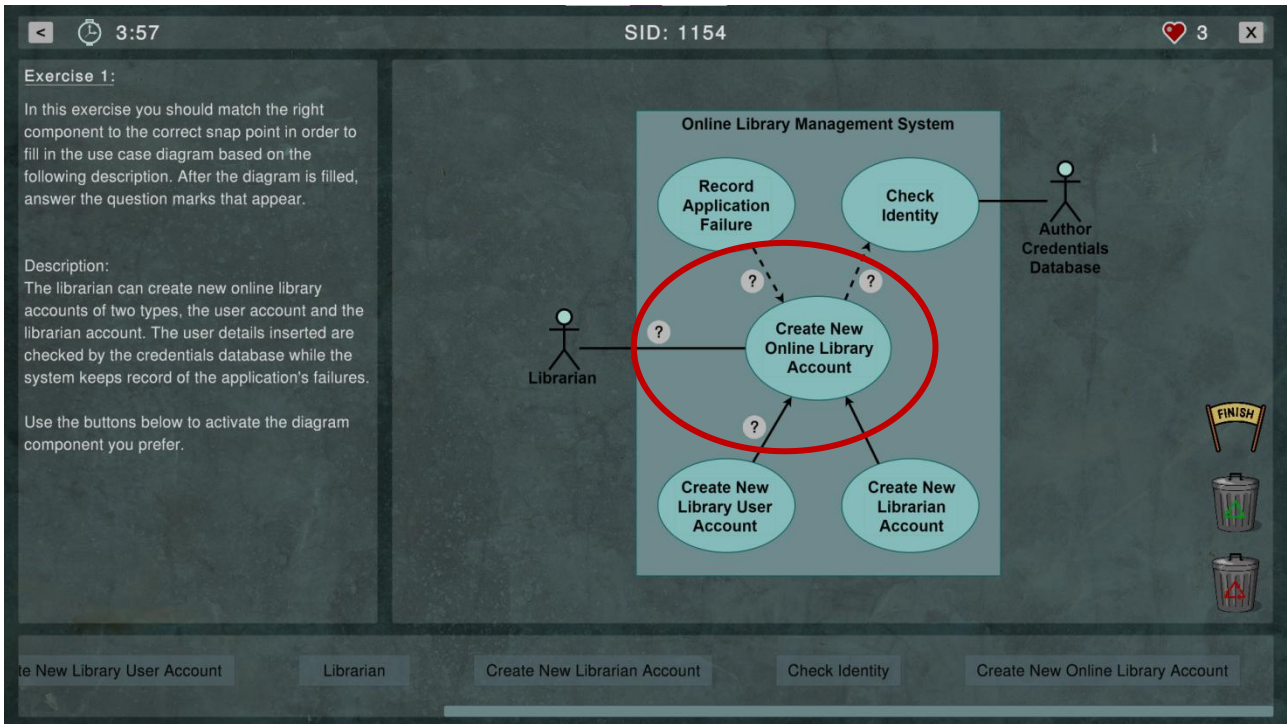 <
3:57
SID: 1154
3
X
Exercise 1:
In this exercise you should match the right
component to the correct snap point in order to
fill in the use case diagram based on the
following description. After the diagram is filled,
answer the question marks that appear.
Description:
The librarian can create new online library
accounts of two types, the user account and the
librarian account. The user details inserted are
checked by the credentials database while the
system keeps record of the application's failures.
Use the buttons below to activate the diagram
component you prefer.
Online Library Management System
Record
Application
Failure
Check
Identity
Author
Credentials
Database
?
?
?
Librarian
Create New
Online Library
Account
?
Create New
Library User
Account
Create New
Librarian
Account
FINISH
te New Library User Account
Librarian
Create New Librarian Account
Check Identity
Create New Online Library Account